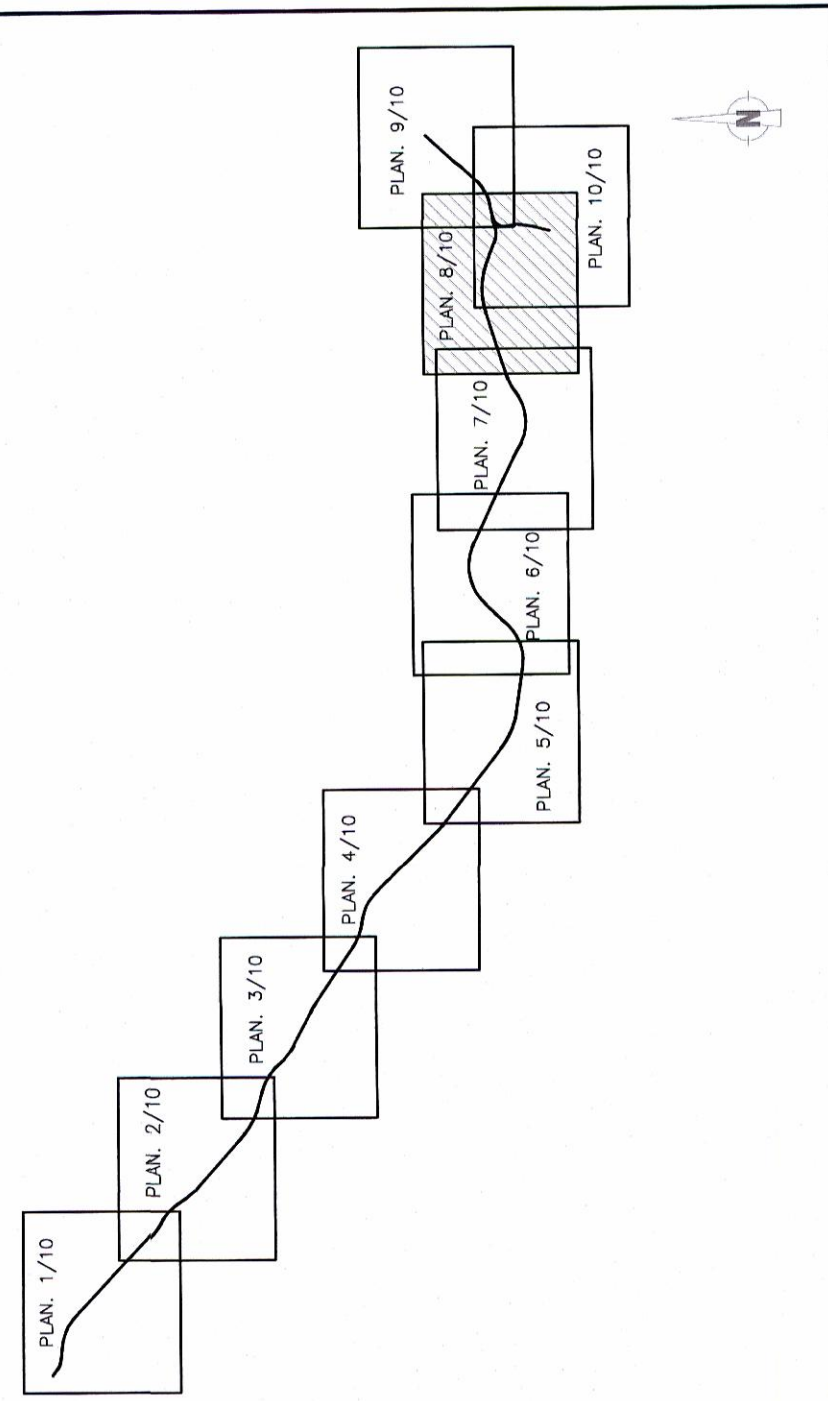 PLAN. 1/10
PLAN. 2/10
PLAN. 3/10
PLAN. 4/10
PLAN. 5/10
PLAN. 6/10
PLAN. 7/10
PLAN. 8/10
PLAN. 9/10
PLAN. 10/10
N